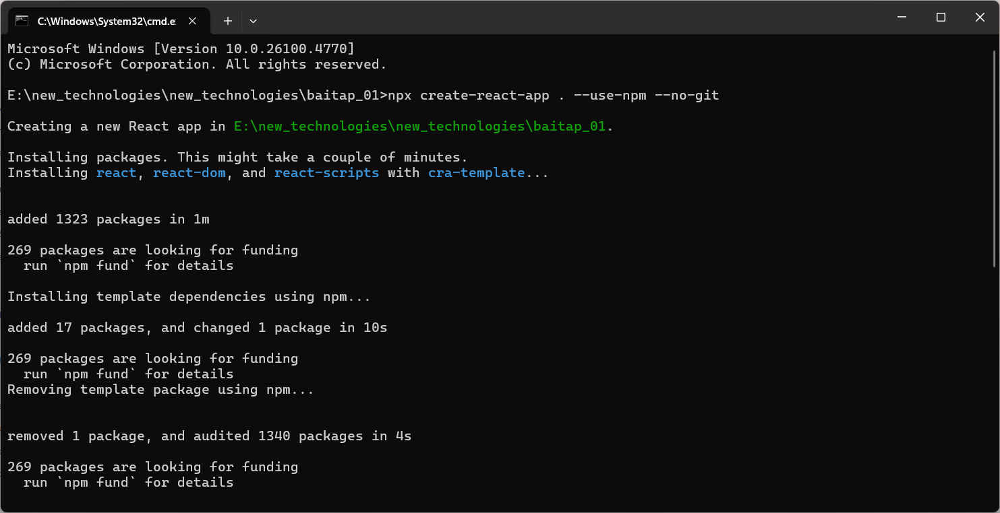 C:\Windows\System32\cmd.e
Microsoft Windows [Version 10.0.26100.4770]
(c) Microsoft Corporation. All rights reserved.
E:\new_technologies\new_technologies\baitap_01>npx create-react-app . --use-npm --no-git
Creating a new React app in E:\new_technologies\new_technologies\baitap_01.
Installing packages. This might take a couple of minutes.
Installing react, react-dom, and react-scripts with cra-template...
added 1323 packages in 1m
269 packages are looking for funding
  run `npm fund` for details
Installing template dependencies using npm...
added 17 packages, and changed 1 package in 10s
269 packages are looking for funding
  run `npm fund` for details
Removing template package using npm...
removed 1 package, and audited 1340 packages in 4s
269 packages are looking for funding
  run `npm fund` for details